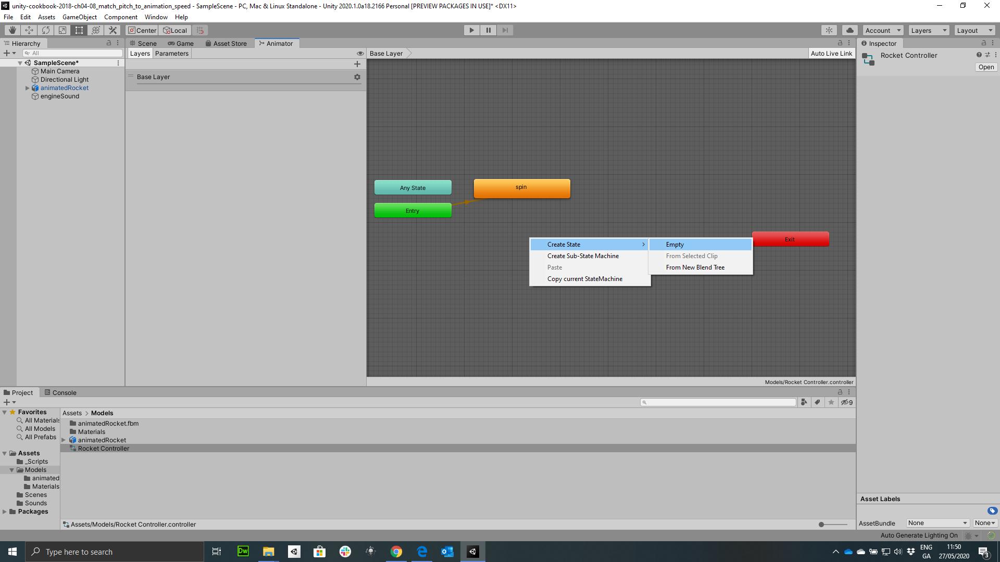 unity-cookbook-2018-ch04-08_match_pitch_to_animation_speed - SampleScene - PC, Mac & Linux Standalone - Unity 2020.1.0a18.2166 Personal [PREVIEW PACKAGES IN USE]* <DX11>
File Edit Assets GameObject Component Window Help
Center Local Account Layers Layout
Hierarchy Scene Game Asset Store Animator Inspector
All Layers Parameters Base Layer Auto Live Link Rocket Controller
Open
SampleScene*
Main Camera
Directional Light
animatedRocket
engineSound
Base Layer
Any State
spin
Entry
Exit
Create State
Create Sub-State Machine
Paste
Copy current StateMachine
Empty
From Selected Clip
From New Blend Tree
Models/Rocket Controller.controller
Project Console
9
Favorites
All Materials
All Models
All Prefabs
Assets
_Scripts
Models
animated
Materials
Scenes
Sounds
Packages
Assets > Models
animatedRocket.fbm
Materials
animatedRocket
Rocket Controller
Assets/Models/Rocket Controller.controller
Asset Labels
AssetBundle None None
Auto Generate Lighting On
Type here to search
Dw
ENG
GA
11:50
27/05/2020
3